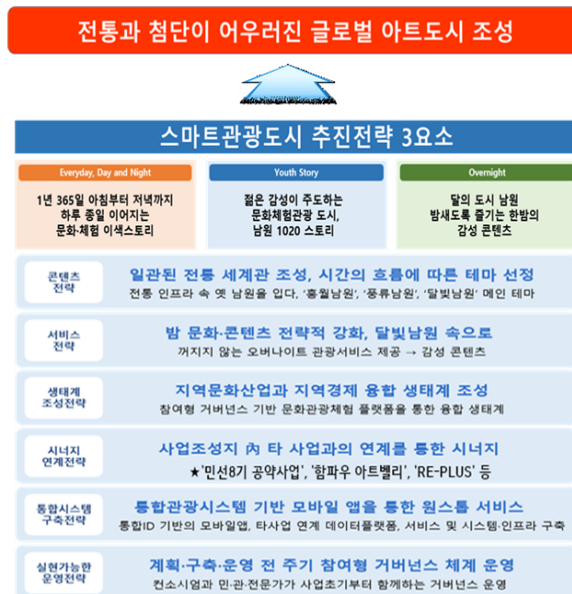 전통과 첨단이 어우러진 글로벌 아트도시 조성
스마트관광도시 추진전략 3요소
Everyday, Day and Night
1년 365일 아침부터 저녁까지
하루 종일 이어지는
문화·체험 이색스토리
Youth Story
젊은 감성이 주도하는
문화체험관광 도시,
남원 1020 스토리
Overnight
달의 도시 남원
밤새도록 즐기는 한밤의
감성 콘텐츠
콘텐츠
전략
일관된 전통 세계관 조성, 시간의 흐름에 따른 테마 선정
전통 인프라 속 옛 남원을 입다, '홍월남원', '풍류남원', '달빛남원' 메인 테마
서비스
전략
밤 문화·콘텐츠 전략적 강화, 달빛남원 속으로
꺼지지 않는 오버나이트 관광서비스 제공 → 감성 콘텐츠
생태계
조성전략
지역문화산업과 지역경제 융합 생태계 조성
참여형 거버넌스 기반 문화관광체험 플랫폼을 통한 융합 생태계
시너지
연계전략
사업조성지 內 타 사업과의 연계를 통한 시너지
★'민선8기 공약사업', '함파우 아트벨리', 'RE-PLUS' 등
통합시스템
구축전략
통합관광시스템 기반 모바일 앱을 통한 원스톱 서비스
통합ID 기반의 모바일앱, 타사업 연계 데이터플랫폼, 서비스 및 시스템·인프라 구축
실현가능한
운영전략
계획·구축·운영 전 주기 참여형 거버넌스 체계 운영
컨소시엄과 민·관·전문가가 사업초기부터 함께하는 거버넌스 운영